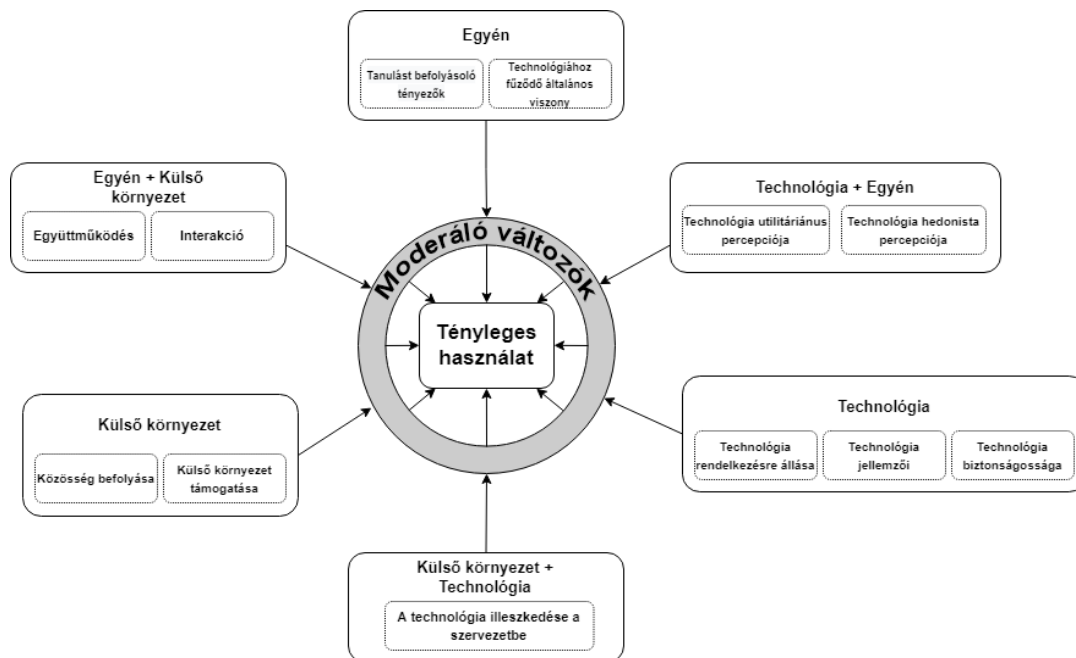 Egyén
Tanulást befolyásoló
tényezők
Technológiához
fűződő általános
viszony
Egyén + Külső
környezet
Együttműködés
Interakció
Technológia + Egyén
Technológia utilitáriánus
percepciója
Technológia hedonista
percepciója
Moderáló változók
Tényleges
használat
Külső környezet
Közösség befolyása
Külső környezet
támogatása
Technológia
Technológia
rendelkezésre állása
Technológia
jellemzői
Technológia
biztonságossága
Külső környezet +
Technológia
A technológia illeszkedése a
szervezetbe